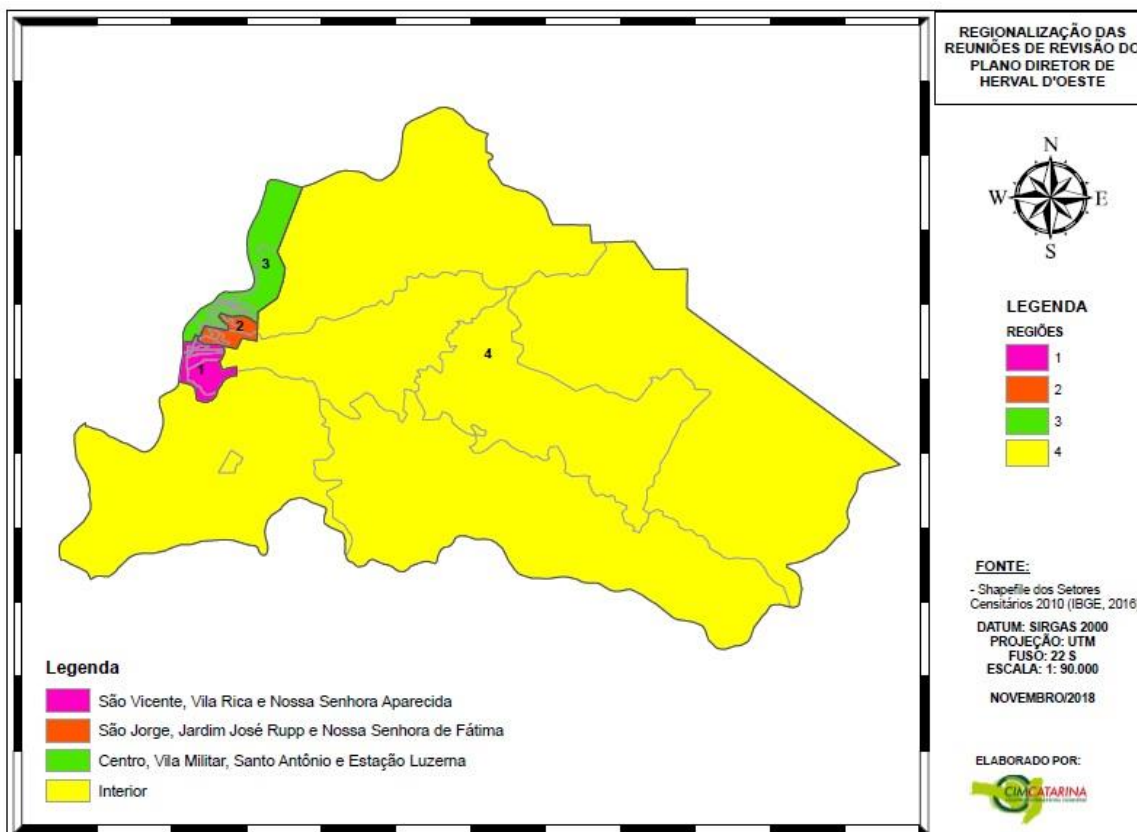 REGIONALIZAÇÃO DAS
REUNIÕES DE REVISÃO DO
PLANO DIRETOR DE
HERVAL D'OESTE
N
W E
S
3
2
1
4
LEGENDA
REGIÕES
1
2
3
4
FONTE:
- Shapefile dos Setores
Censitários 2010 (IBGE, 2016)
DATUM: SIRGAS 2000
PROJEÇÃO: UTM
FUSO: 22 S
ESCALA: 1: 90.000
NOVEMBRO/2018
ELABORADO POR:
CIMCATARINA
Legenda
São Vicente, Vila Rica e Nossa Senhora Aparecida
São Jorge, Jardim José Rupp e Nossa Senhora de Fátima
Centro, Vila Militar, Santo Antônio e Estação Luzerna
Interior